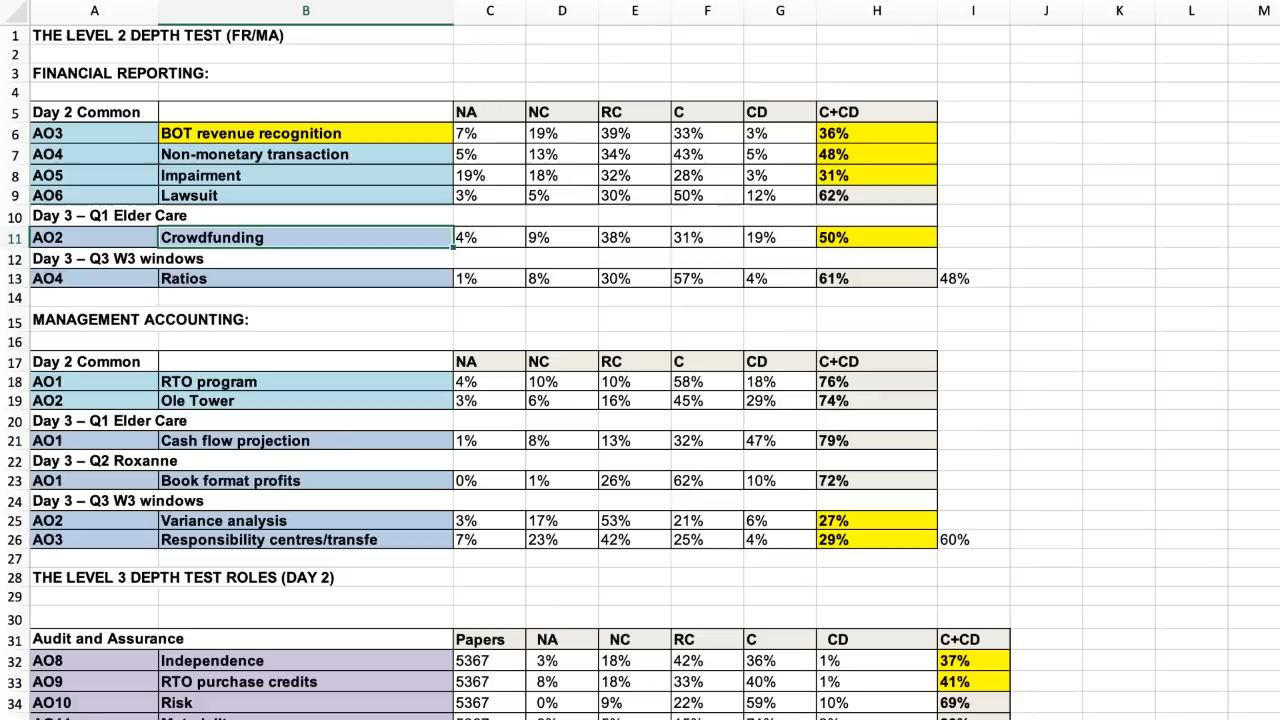 A B C D E F G H I J K L M
1 THE LEVEL 2 DEPTH TEST (FR/MA)
2
3 FINANCIAL REPORTING:
4
5 Day 2 Common NA NC RC C CD C+CD
6 AO3 BOT revenue recognition 7% 19% 39% 33% 3% 36%
7 AO4 Non-monetary transaction 5% 13% 34% 43% 5% 48%
8 AO5 Impairment 19% 18% 32% 28% 3% 31%
9 AO6 Lawsuit 3% 5% 30% 50% 12% 62%
10 Day 3 – Q1 Elder Care
11 AO2 Crowdfunding 4% 9% 38% 31% 19% 50%
12 Day 3 – Q3 W3 windows
13 AO4 Ratios 1% 8% 30% 57% 4% 61% 48%
14
15 MANAGEMENT ACCOUNTING:
16
17 Day 2 Common NA NC RC C CD C+CD
18 AO1 RTO program 4% 10% 10% 58% 18% 76%
19 AO2 Ole Tower 3% 6% 16% 45% 29% 74%
20 Day 3 – Q1 Elder Care
21 AO1 Cash flow projection 1% 8% 13% 32% 47% 79%
22 Day 3 – Q2 Roxanne
23 AO1 Book format profits 0% 1% 26% 62% 10% 72%
24 Day 3 – Q3 W3 windows
25 AO2 Variance analysis 3% 17% 53% 21% 6% 27%
26 AO3 Responsibility centres/transfe 7% 23% 42% 25% 4% 29% 60%
27
28 THE LEVEL 3 DEPTH TEST ROLES (DAY 2)
29
30
31 Audit and Assurance Papers NA NC RC C CD C+CD
32 AO8 Independence 5367 3% 18% 42% 36% 1% 37%
33 AO9 RTO purchase credits 5367 8% 18% 33% 40% 1% 41%
34 AO10 Risk 5367 0% 9% 22% 59% 10% 69%